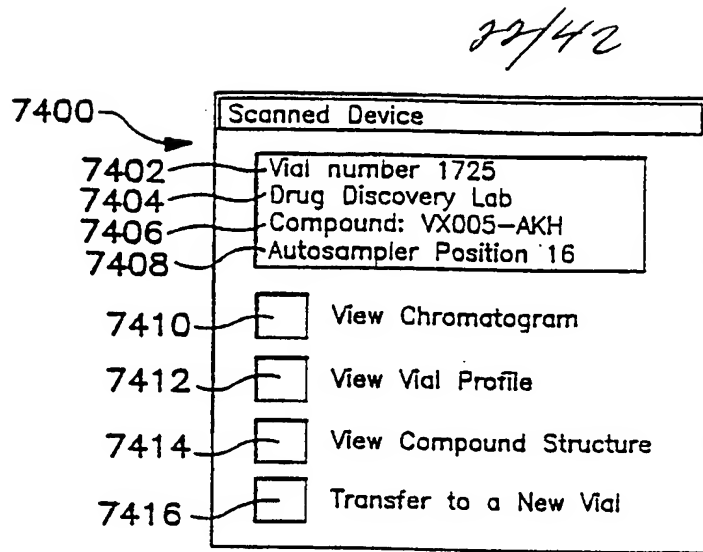 22/42
7400
Scanned Device
7402 Vial number 1725
7404 Drug Discovery Lab
7406 Compound: VX005-AKH
7408 Autosampler Position 16
7410 View Chromatogram
7412 View Vial Profile
7414 View Compound Structure
7416 Transfer to a New Vial